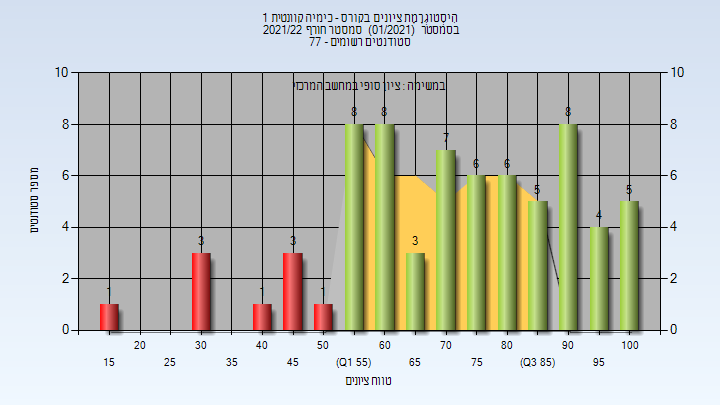 היסטוגרמת ציונים בקורס - כימיה קוונטית 1
בסמסטר (01/2021) סמסטר חורף 2021/22
סטודנטים רשומים - 77
במשימה : ציון סופי במחשב המרכזי
מספר סטודנטים
10 10
8 8
6 6
4 4
2 2
0 0
1 3 1 3 1 8 8 3 7 6 6 5 8 4 5
20 30 40 50 60 70 80 90 100
15 25 35 45 (Q1 55) 65 75 (Q3 85) 95
טווח ציונים